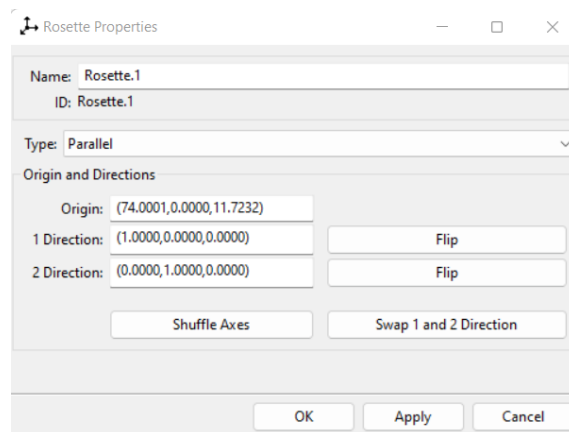 Rosette Properties
Name: Rosette.1
ID: Rosette.1
Type: Parallel
Origin and Directions
Origin: (74.0001,0.0000,11.7232)
1 Direction: (1.0000,0.0000,0.0000) Flip
2 Direction: (0.0000,1.0000,0.0000) Flip
Shuffle Axes Swap 1 and 2 Direction
OK Apply Cancel